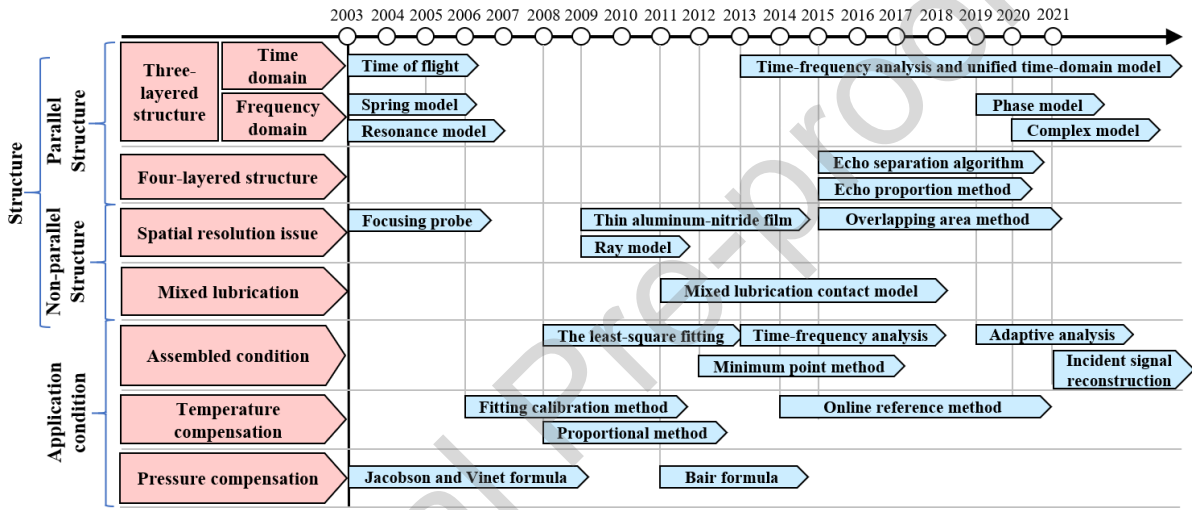 2003 2004 2005 2006 2007 2008 2009 2010 2011 2012 2013 2014 2015 2016 2017 2018 2019 2020 2021
Structure
Parallel
Structure
Three-
layered
structure
Time
domain
Time of flight
Time-frequency analysis and unified time-domain model
Frequency
domain
Spring model
Phase model
Resonance model
Complex model
Four-layered structure
Echo separation algorithm
Echo proportion method
Non-parallel
Structure
Spatial resolution issue
Focusing probe
Thin aluminum-nitride film
Overlapping area method
Ray model
Mixed lubrication
Mixed lubrication contact model
Application
condition
Assembled condition
The least-square fitting
Time-frequency analysis
Adaptive analysis
Minimum point method
Incident signal
reconstruction
Temperature
compensation
Fitting calibration method
Online reference method
Proportional method
Pressure compensation
Jacobson and Vinet formula
Bair formula
al Pre-proo